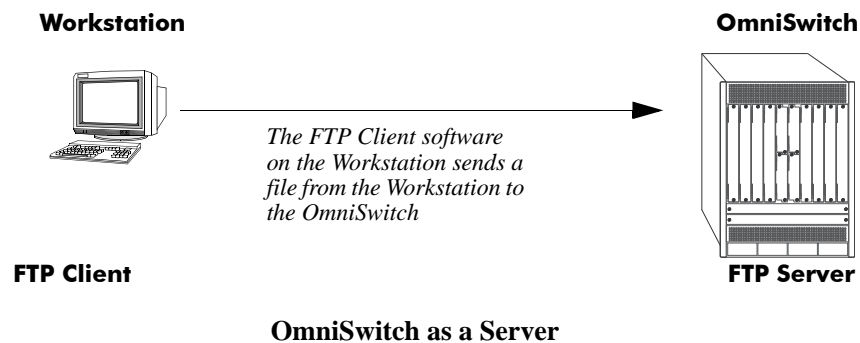 Workstation
OmniSwitch
The FTP Client software
on the Workstation sends a
file from the Workstation to
the OmniSwitch
FTP Client
FTP Server
OmniSwitch as a Server